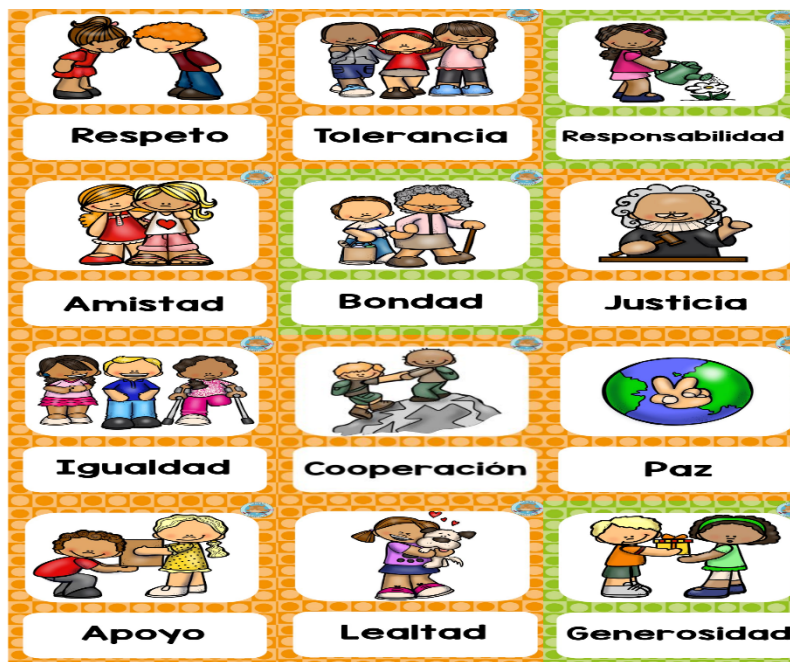 Respeto
Tolerancia
Responsabilidad
Amistad
Bondad
Justicia
Igualdad
Cooperación
Paz
Apoyo
Lealtad
Generosidad